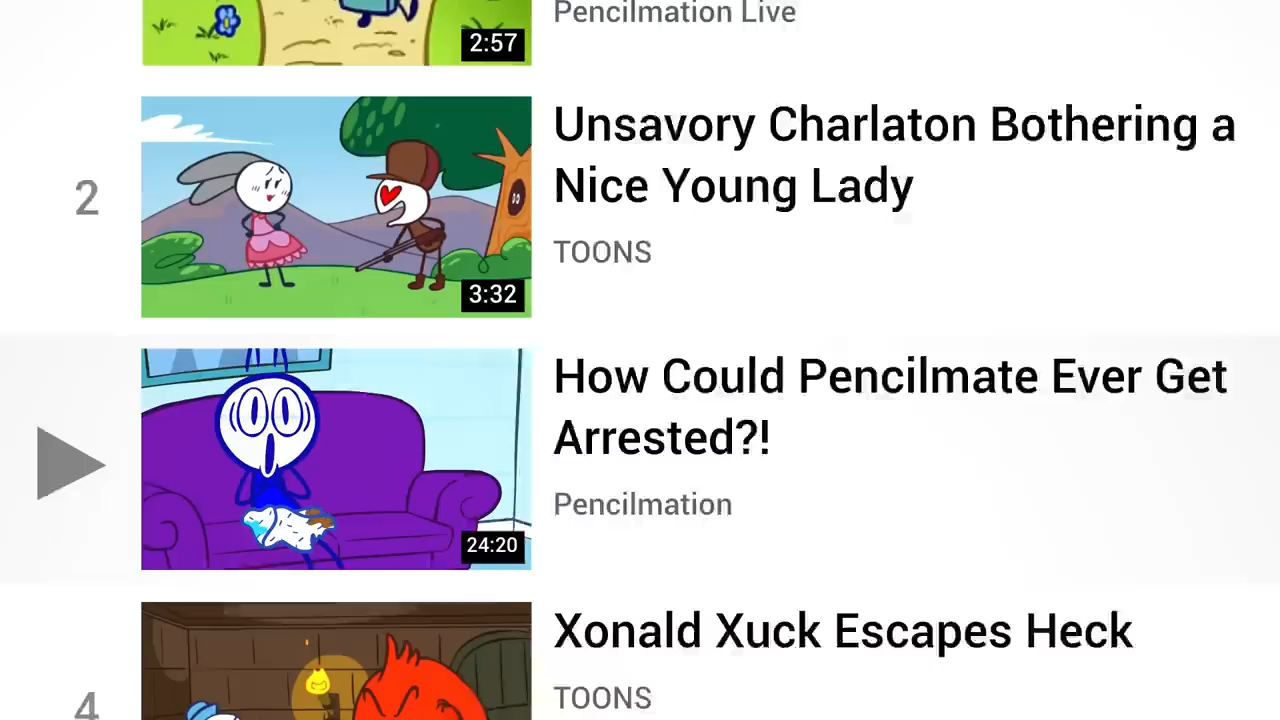 Pencilmation Live
2:57
2
Unsavory Charlaton Bothering a
Nice Young Lady
TOONS
3:32
How Could Pencilmate Ever Get
Arrested?!
Pencilmation
24:20
4
Xonald Xuck Escapes Heck
TOONS